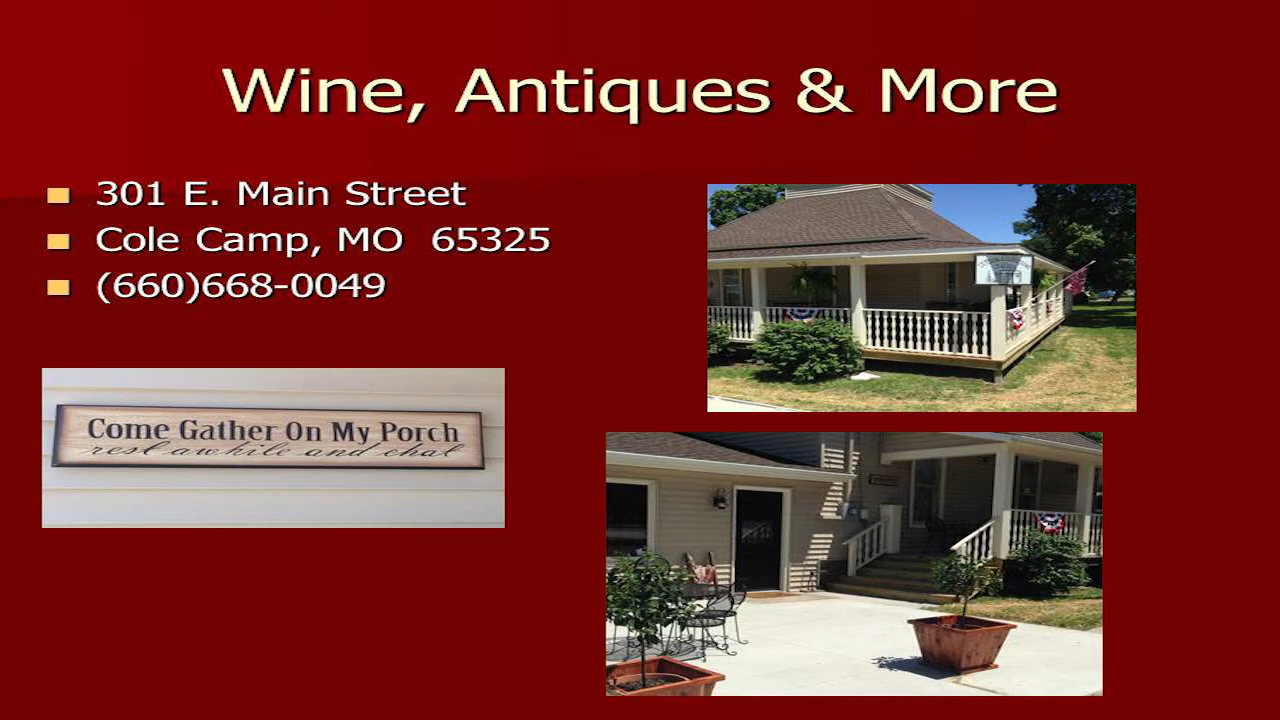 Wine, Antiques & More
301 E. Main Street
Cole Camp, MO  65325
(660)668-0049
Come Gather On My Porch
rest awhile and chat